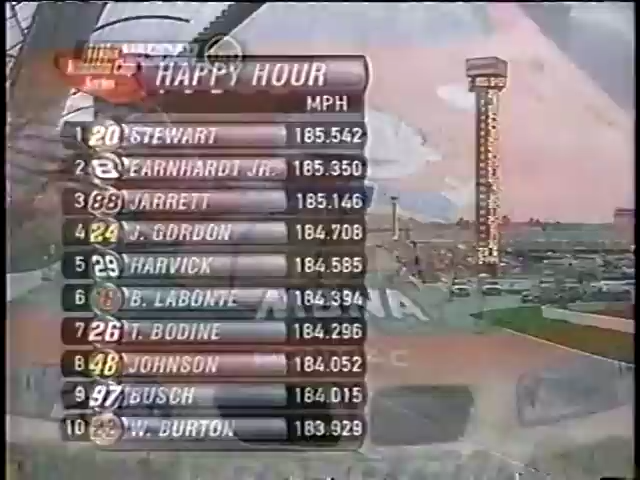 HAPPY HOUR
MPH
1 20 STEWART 185.542
2 8 EARNHARDT JR. 185.350
3 88 JARRETT 185.146
4 24 J. GORDON 184.708
5 29 HARVICK 184.585
6 18 B. LABONTE 184.394
7 26 T. BODINE 184.296
8 48 JOHNSON 184.052
9 97 BUSCH 184.015
10 22 W. BURTON 183.929